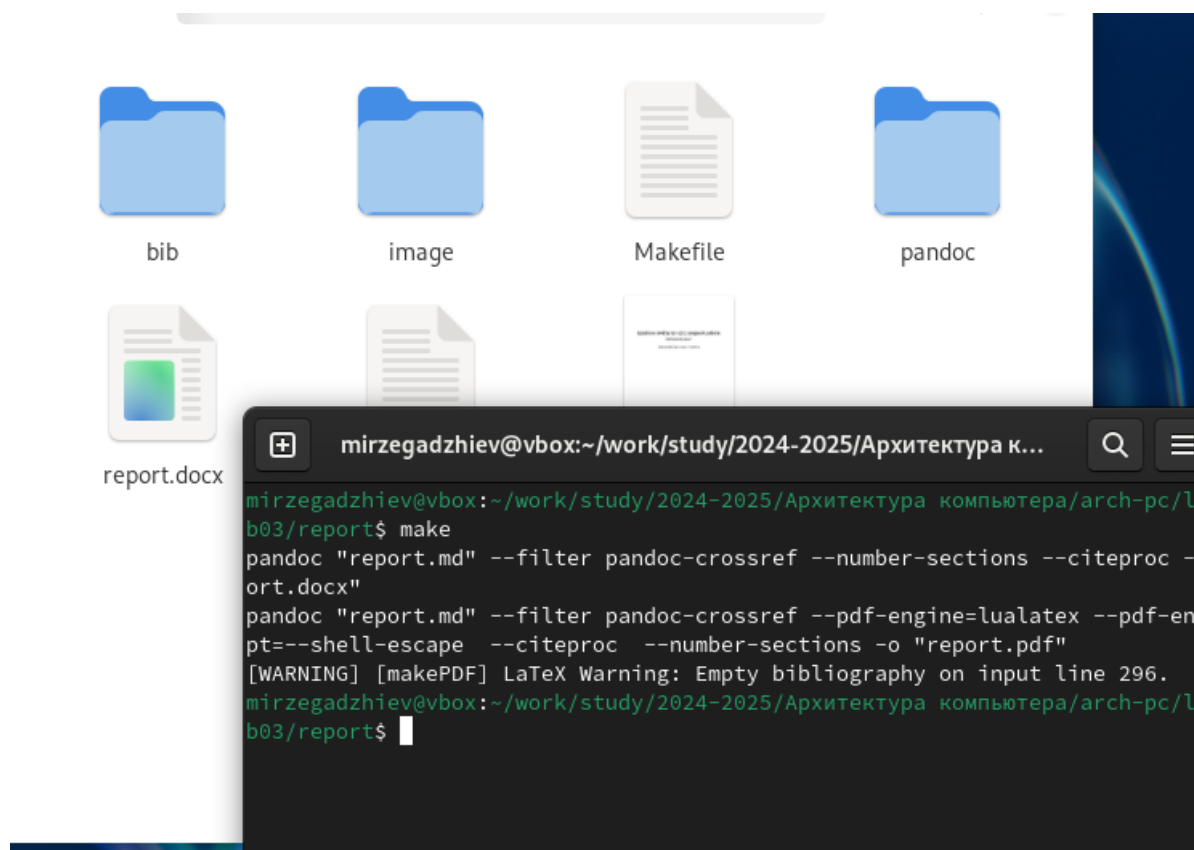 bib
image
Makefile
pandoc
report.docx
mirzegadzhiev@vbox:~/work/study/2024-2025/Архитектура к...
mirzegadzhiev@vbox:~/work/study/2024-2025/Архитектура компьютера/arch-pc/l
b03/report$ make
pandoc "report.md" --filter pandoc-crossref --number-sections --citeproc -
ort.docx"
pandoc "report.md" --filter pandoc-crossref --pdf-engine=lualatex --pdf-en
pt=--shell-escape  --citeproc  --number-sections -o "report.pdf"
[WARNING] [makePDF] LaTeX Warning: Empty bibliography on input line 296.
mirzegadzhiev@vbox:~/work/study/2024-2025/Архитектура компьютера/arch-pc/l
b03/report$